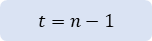 t = n − 1